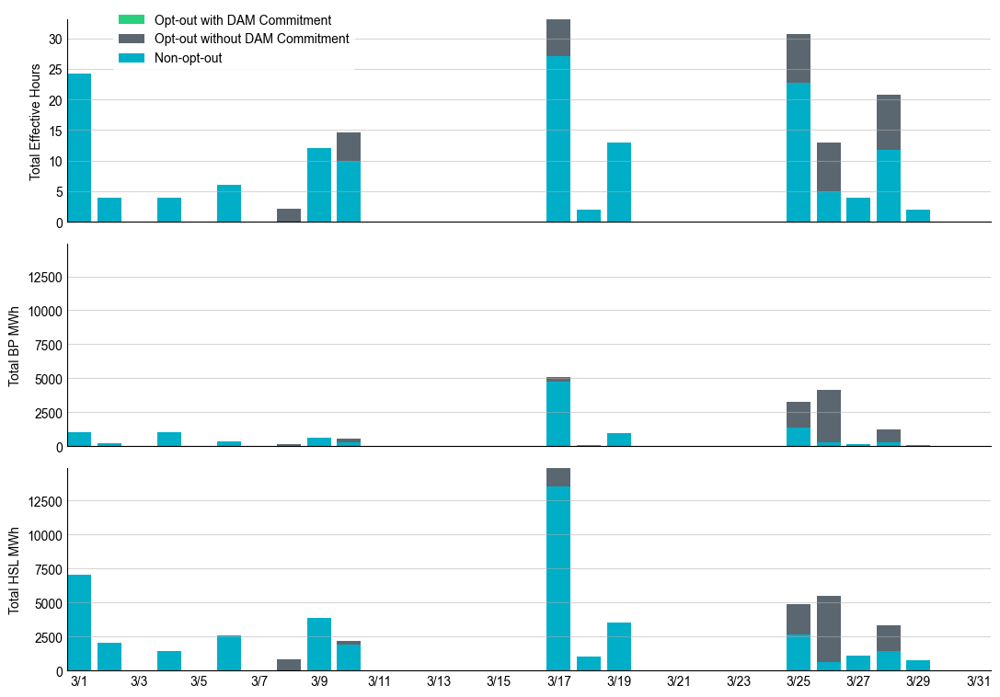 Opt-out with DAM Commitment
Opt-out without DAM Commitment
Non-opt-out
Total Effective Hours
30
25
20
15
10
5
0
Total BP MWh
12500
10000
7500
5000
2500
0
Total HSL MWh
12500
10000
7500
5000
2500
0
3/1 3/3 3/5 3/7 3/9 3/11 3/13 3/15 3/17 3/19 3/21 3/23 3/25 3/27 3/29 3/31